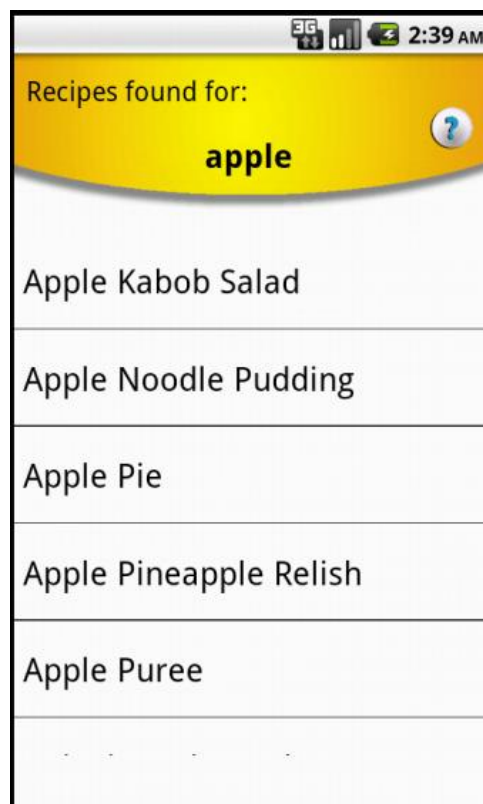 3G 2:39 AM
Recipes found for:
?
apple
Apple Kabob Salad
Apple Noodle Pudding
Apple Pie
Apple Pineapple Relish
Apple Puree